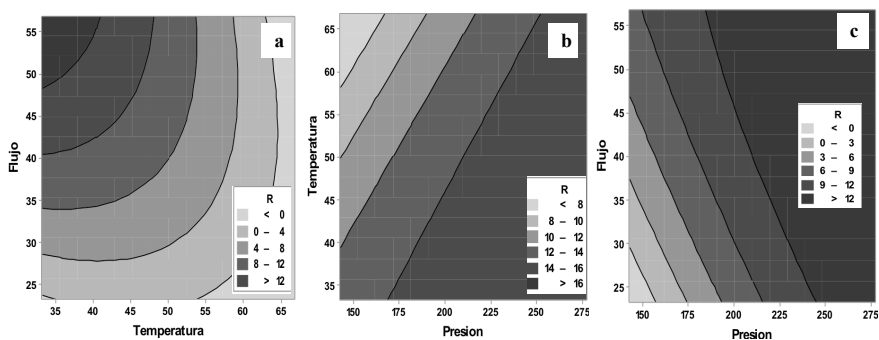 a
Flujo
55
50
45
40
35
30
25
35
40
45
50
55
60
65
Temperatura
R
< 0
0 – 4
4 – 8
8 – 12
> 12
b
Temperatura
65
60
55
50
45
40
35
150
175
200
225
250
275
Presion
R
< 8
8 – 10
10 – 12
12 – 14
14 – 16
> 16
c
Flujo
55
50
45
40
35
30
25
150
175
200
225
250
275
Presion
R
< 0
0 – 3
3 – 6
6 – 9
9 – 12
> 12